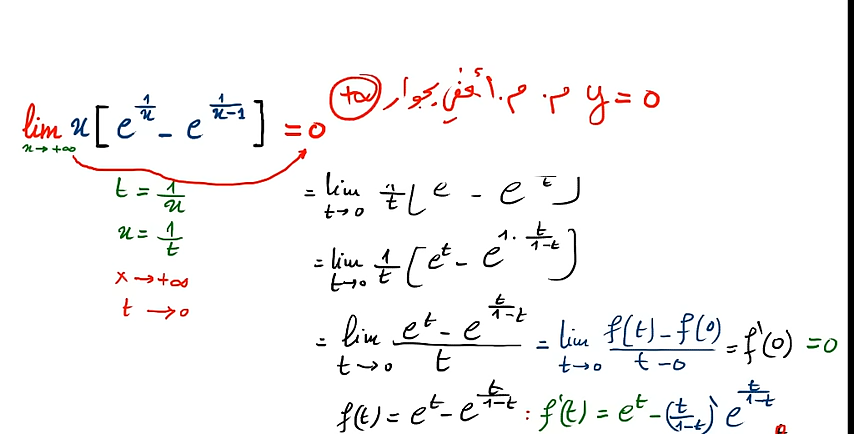 lim x→+∞ x[e^{1/x} - e^{1/(x-1)}] = 0 +∞ م.م. أفقي بجوار y = 0
t = 1/x
x = 1/t
x → +∞
t → 0
= lim t→0 1/t [e - e^t]
= lim t→0 1/t [e^t - e^{1·t/(1-t)}]
= lim t→0 (e^t - e^{t/(1-t)})/t = lim t→0 (f(t) - f(0))/(t-0) = f'(0) = 0
f(t) = e^t - e^{t/(1-t)} : f'(t) = e^t - (t/(1-t))' e^{t/(1-t)}